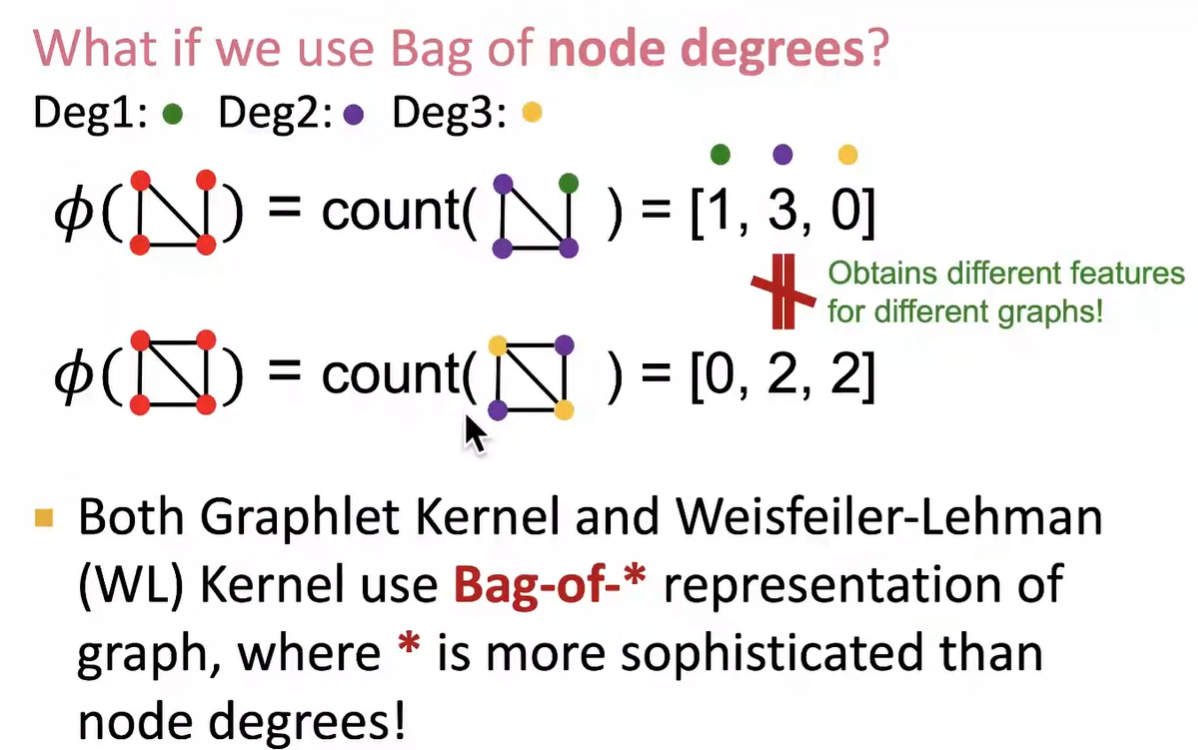 What if we use Bag of node degrees?
Deg1: Deg2: Deg3:
ϕ( ) = count( ) = [1, 3, 0]
Obtains different features
for different graphs!
ϕ( ) = count( ) = [0, 2, 2]
Both Graphlet Kernel and Weisfeiler-Lehman
(WL) Kernel use Bag-of-* representation of
graph, where * is more sophisticated than
node degrees!